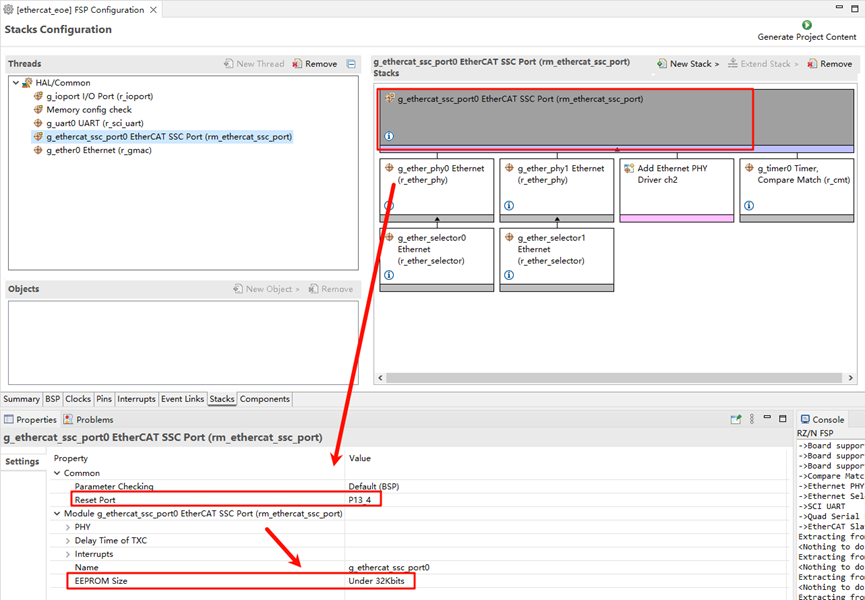 [ethercat_eoe] FSP Configuration
Stacks Configuration
Generate Project Content
Threads
New Thread
Remove
HAL/Common
g_ioport I/O Port (r_ioport)
Memory config check
g_uart0 UART (r_sci_uart)
g_ethercat_ssc_port0 EtherCAT SSC Port (rm_ethercat_ssc_port)
g_ether0 Ethernet (r_gmac)
Objects
New Object >
Remove
g_ethercat_ssc_port0 EtherCAT SSC Port (rm_ethercat_ssc_port)
Stacks
New Stack >
Extend Stack >
Remove
g_ethercat_ssc_port0 EtherCAT SSC Port (rm_ethercat_ssc_port)
g_ether_phy0 Ethernet
(r_ether_phy)
g_ether_phy1 Ethernet
(r_ether_phy)
Add Ethernet PHY
Driver ch2
g_timer0 Timer,
Compare Match (r_cmt)
g_ether_selector0
Ethernet
(r_ether_selector)
g_ether_selector1
Ethernet
(r_ether_selector)
Summary BSP Clocks Pins Interrupts Event Links Stacks Components
Properties Problems
g_ethercat_ssc_port0 EtherCAT SSC Port (rm_ethercat_ssc_port)
Settings
Property Value
Common
Parameter Checking Default (BSP)
Reset Port P13_4
Module g_ethercat_ssc_port0 EtherCAT SSC Port (rm_ethercat_ssc_port)
PHY
Delay Time of TXC
Interrupts
Name g_ethercat_ssc_port0
EEPROM Size Under 32Kbits
Console
RZ/N FSP
->Board suppor
->Board suppor
->Board suppor
->Compare Matc
->Ethernet PHY
->Ethernet Sel
->SCI UART
->Quad Serial
->EtherCAT Sla
Extracting fro
<Nothing to do
Extracting fro
<Nothing to do
Extracting fro
<Nothing to do
Extracting fro